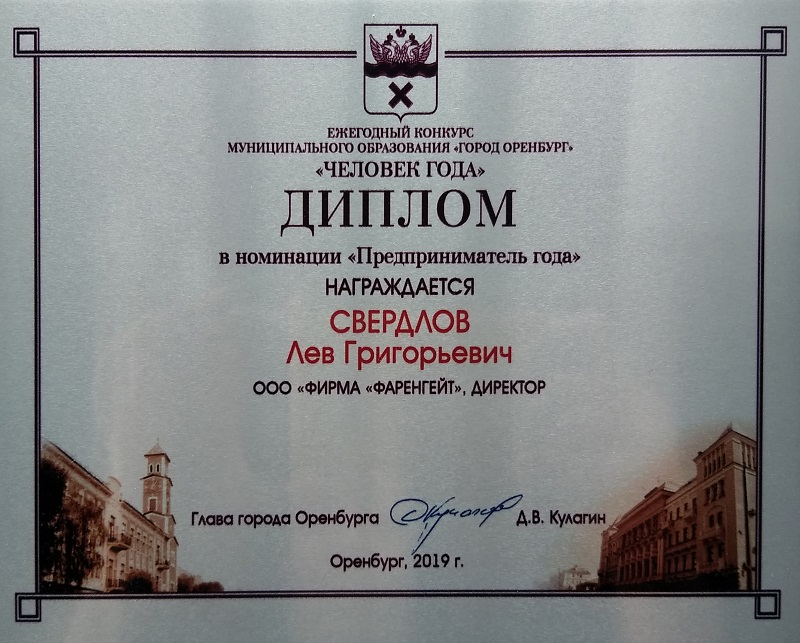 ЕЖЕГОДНЫЙ КОНКУРС
МУНИЦИПАЛЬНОГО ОБРАЗОВАНИЯ «ГОРОД ОРЕНБУРГ»
«ЧЕЛОВЕК ГОДА»
ДИПЛОМ
в номинации «Предприниматель года»
НАГРАЖДАЕТСЯ
СВЕРДЛОВ
Лев Григорьевич
ООО «ФИРМА «ФАРЕНГЕЙТ», ДИРЕКТОР
Глава города Оренбурга Д.В. Кулагин
Оренбург, 2019 г.